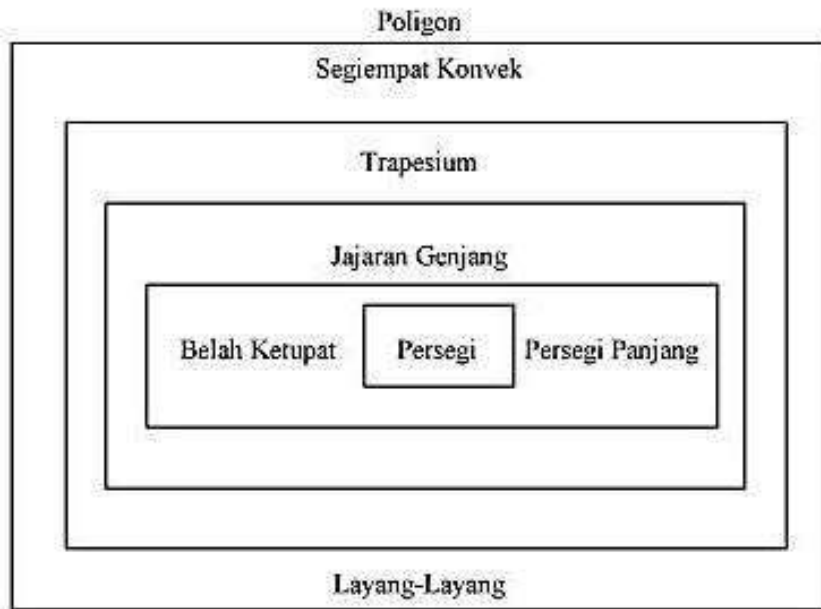 Poligon
Segiempat Konvek
Trapesium
Jajaran Genjang
Belah Ketupat
Persegi
Persegi Panjang
Layang-Layang